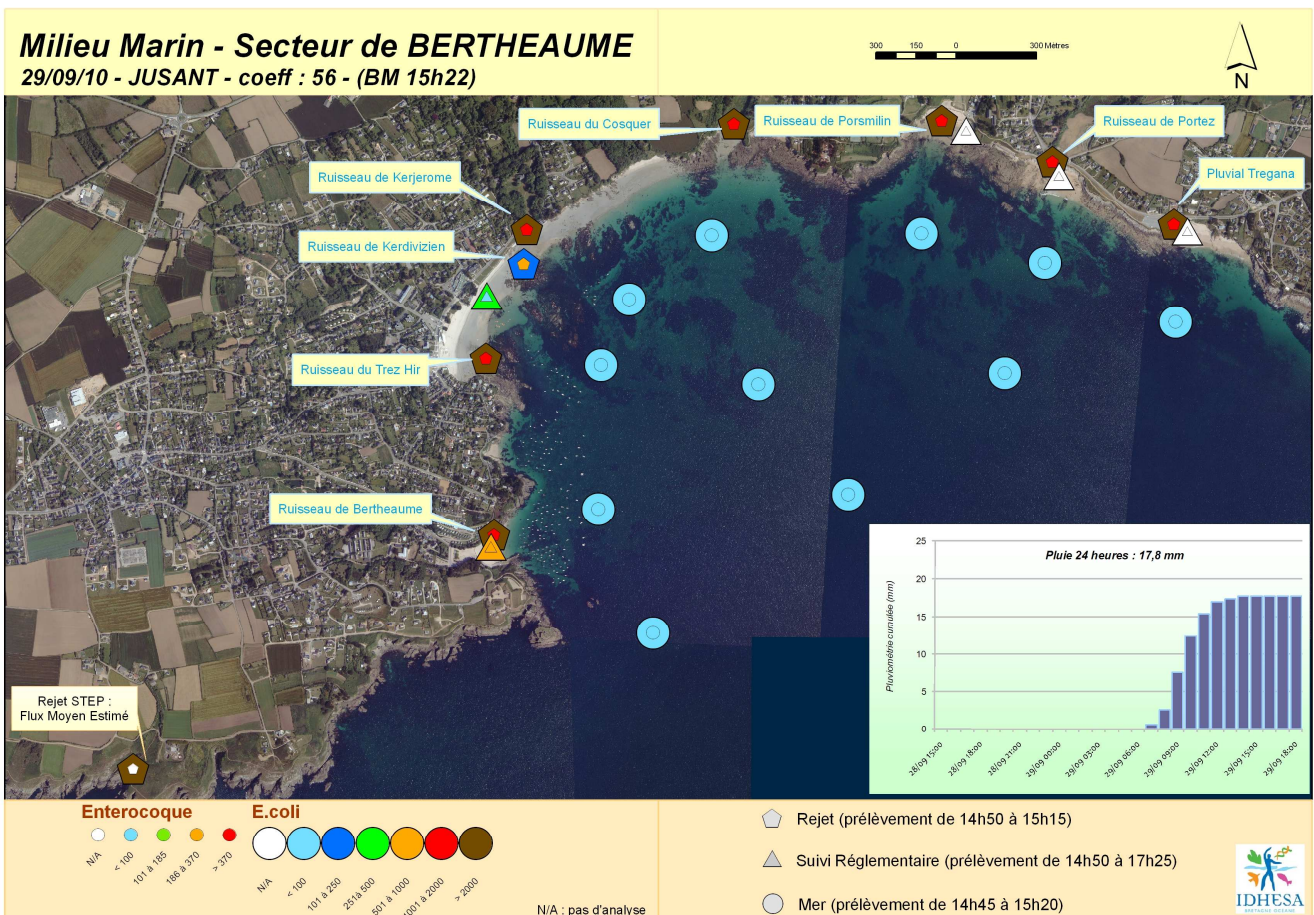 Milieu Marin - Secteur de BERTHEAUME
29/09/10 - JUSANT - coeff : 56 - (BM 15h22)
300 150 0 300 Mètres
N
Ruisseau du Cosquer
Ruisseau de Porsmilin
Ruisseau de Portez
Ruisseau de Kerjerome
Pluvial Tregana
Ruisseau de Kerdivizien
Ruisseau du Trez Hir
Ruisseau de Bertheaume
Rejet STEP :
Flux Moyen Estimé
Pluie 24 heures : 17,8 mm
Pluviométrie cumulée (mm)
25
20
15
10
5
0
28/09 15:00
28/09 18:00
28/09 21:00
29/09 00:00
29/09 03:00
29/09 06:00
29/09 09:00
29/09 12:00
29/09 15:00
29/09 18:00
Enterocoque
N/A
< 100
101 à 185
186 à 370
> 370
E.coli
N/A
< 100
101 à 250
251à 500
501 à 1000
1001 à 2000
> 2000
N/A : pas d'analyse
Rejet (prélèvement de 14h50 à 15h15)
Suivi Réglementaire (prélèvement de 14h50 à 17h25)
Mer (prélèvement de 14h45 à 15h20)
IDHESA
BRETAGNE OCEANE